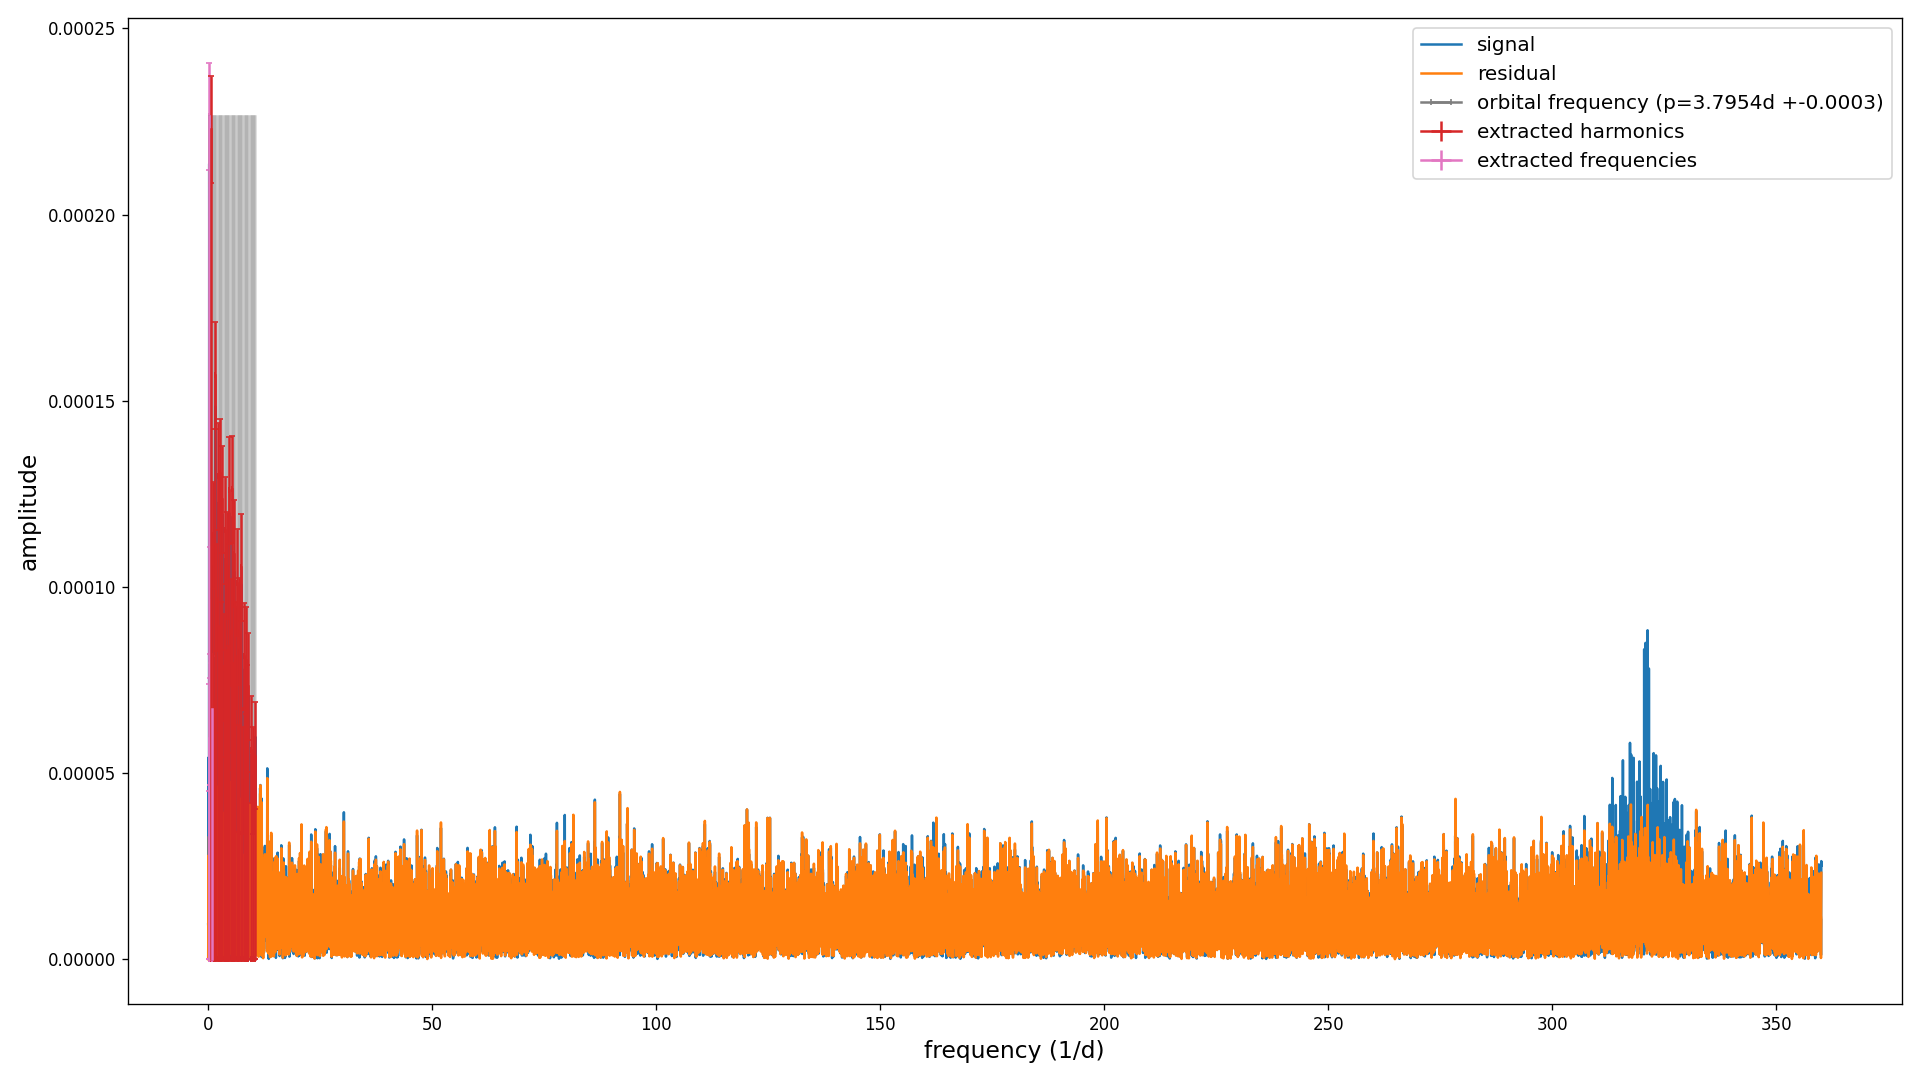 0.00025
0.00020
0.00015
0.00010
0.00005
0.00000
amplitude
0
50
100
150
200
250
300
350
frequency (1/d)
signal
residual
orbital frequency (p=3.7954d +-0.0003)
extracted harmonics
extracted frequencies